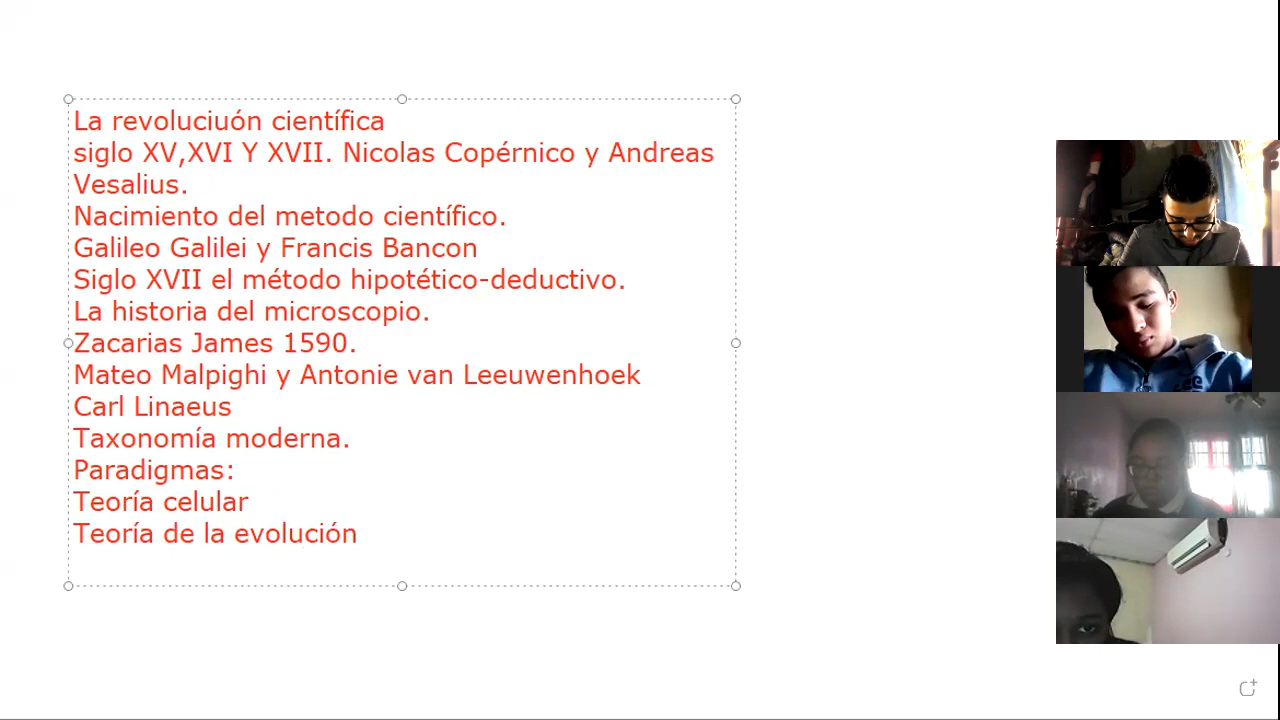 La revoluciuón científica
siglo XV,XVI Y XVII. Nicolas Copérnico y Andreas
Vesalius.
Nacimiento del metodo científico.
Galileo Galilei y Francis Bancon
Siglo XVII el método hipotético-deductivo.
La historia del microscopio.
Zacarias James 1590.
Mateo Malpighi y Antonie van Leeuwenhoek
Carl Linaeus
Taxonomía moderna.
Paradigmas:
Teoría celular
Teoría de la evolución